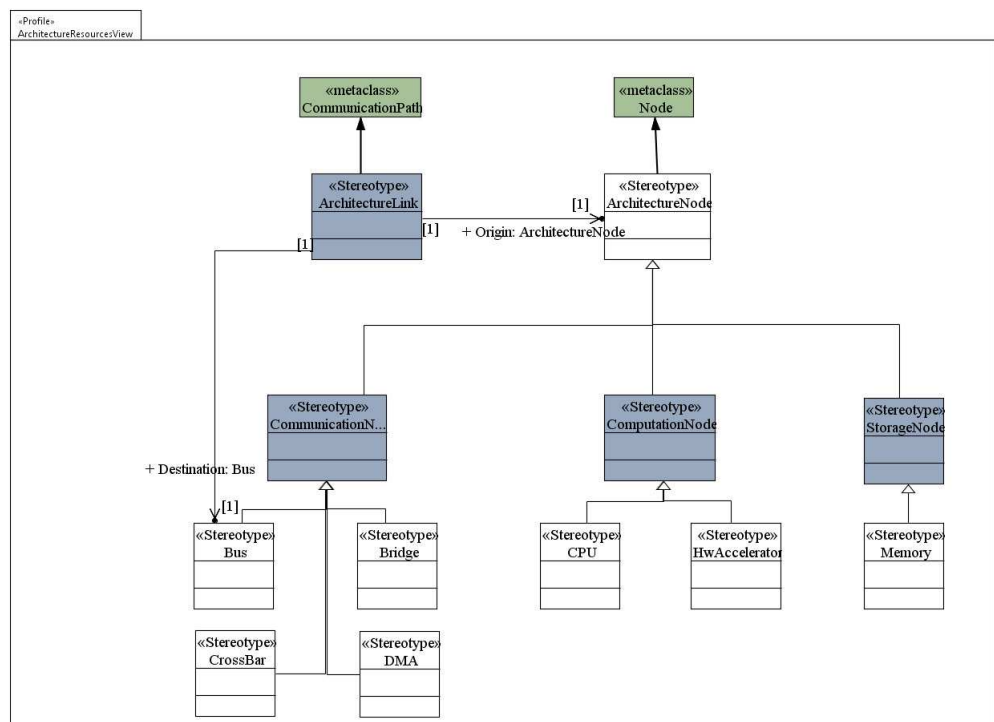 «Profile»
ArchitectureResourcesView
«metaclass»
CommunicationPath
«metaclass»
Node
«Stereotype»
ArchitectureLink
«Stereotype»
ArchitectureNode
[1]
[1]
+ Origin: ArchitectureNode
[1]
«Stereotype»
CommunicationN...
«Stereotype»
ComputationNode
«Stereotype»
StorageNode
+ Destination: Bus
[1]
«Stereotype»
Bus
«Stereotype»
Bridge
«Stereotype»
CPU
«Stereotype»
HwAccelerator
«Stereotype»
Memory
«Stereotype»
CrossBar
«Stereotype»
DMA